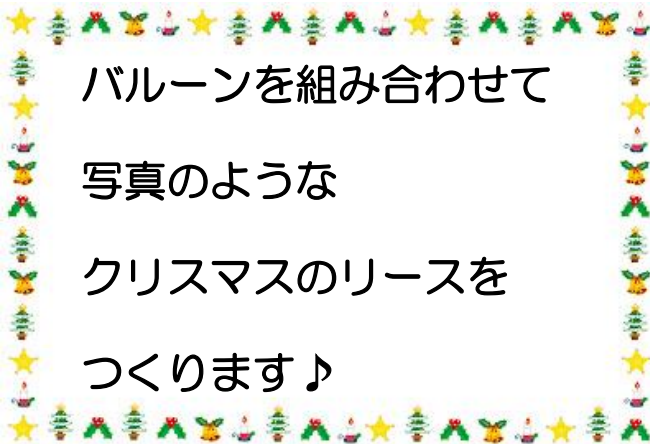 バルーンを組み合わせて
写真のような
クリスマスのリースを
つくります♪